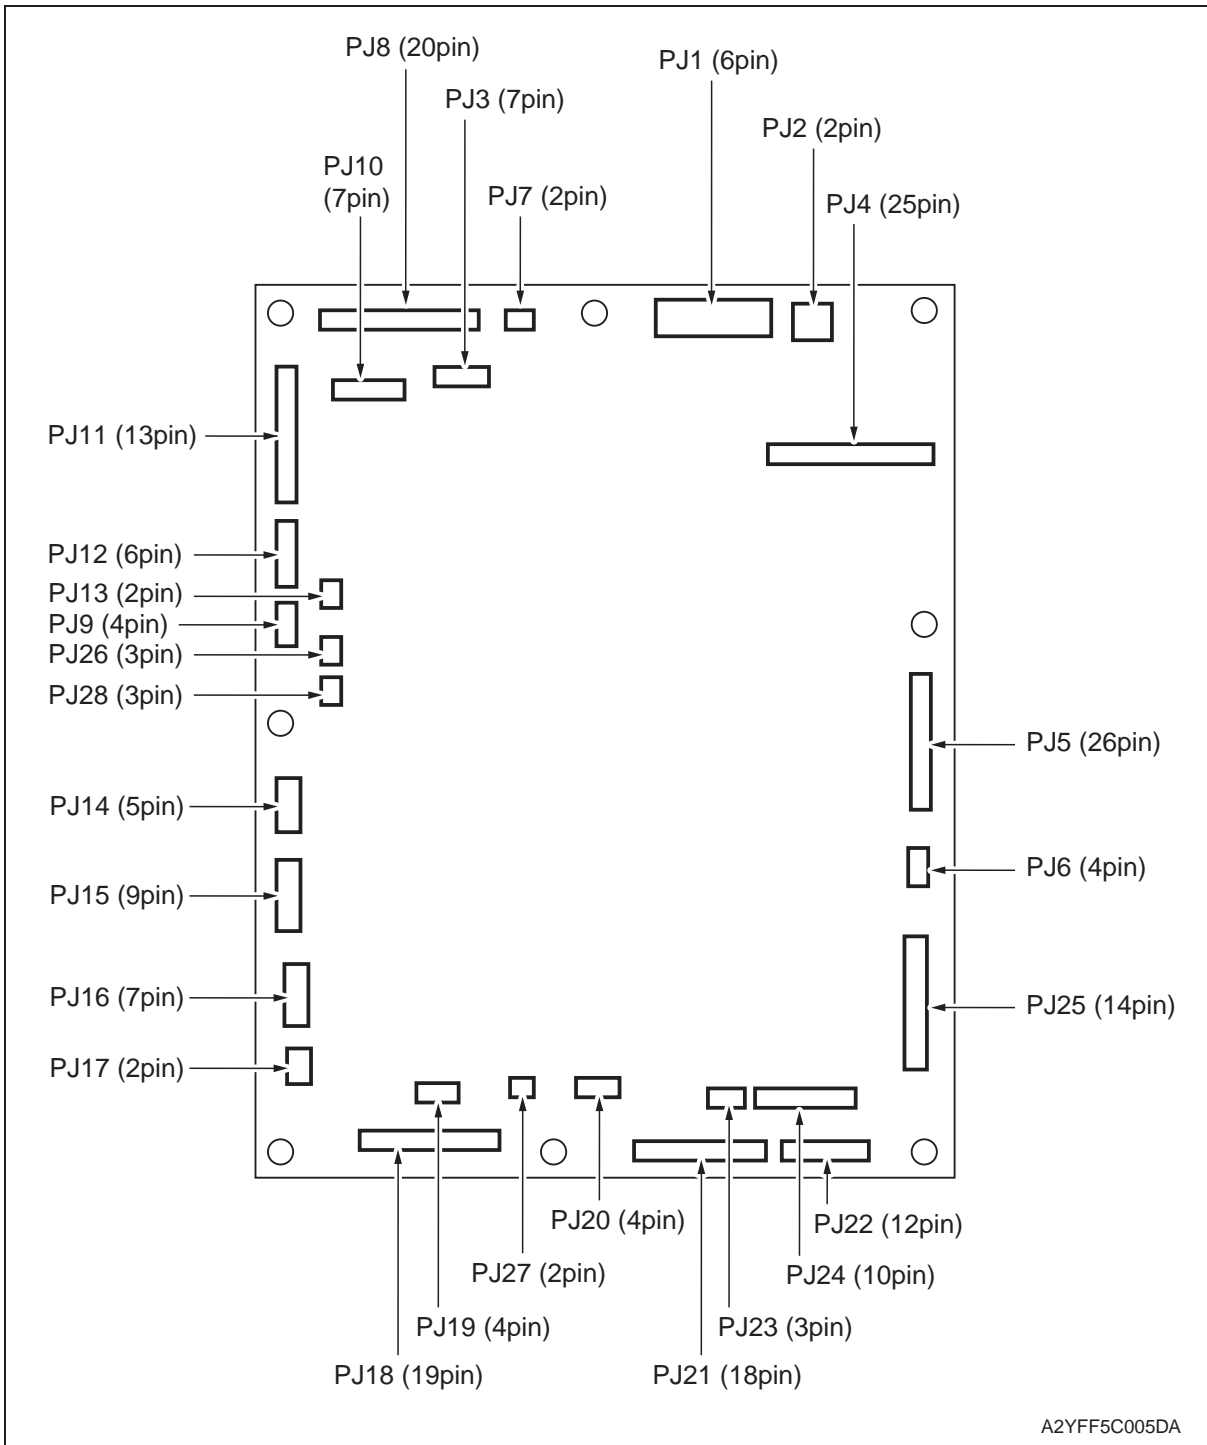 PJ8 (20pin)
PJ1 (6pin)
PJ3 (7pin)
PJ2 (2pin)
PJ10
(7pin)
PJ7 (2pin)
PJ4 (25pin)
PJ11 (13pin)
PJ12 (6pin)
PJ13 (2pin)
PJ9 (4pin)
PJ26 (3pin)
PJ28 (3pin)
PJ5 (26pin)
PJ14 (5pin)
PJ6 (4pin)
PJ15 (9pin)
PJ16 (7pin)
PJ25 (14pin)
PJ17 (2pin)
PJ20 (4pin)
PJ22 (12pin)
PJ27 (2pin)
PJ24 (10pin)
PJ19 (4pin)
PJ23 (3pin)
PJ18 (19pin)
PJ21 (18pin)
A2YFF5C005DA